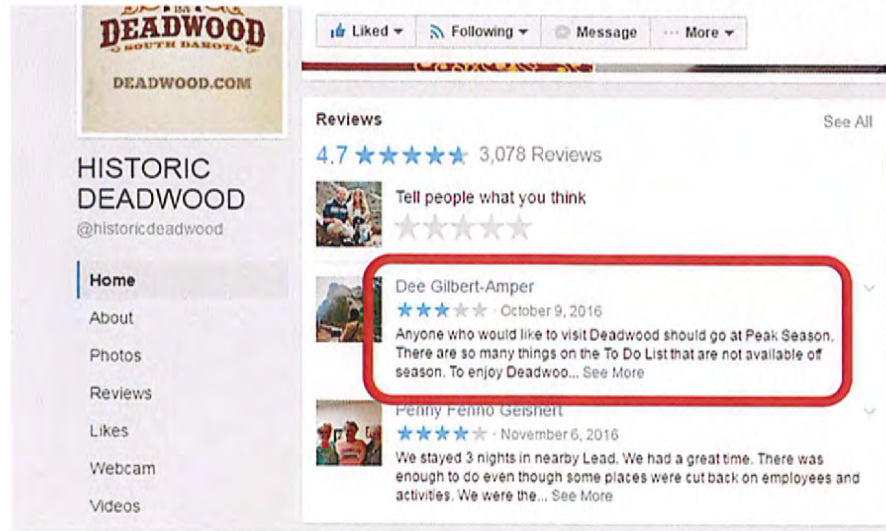 DEADWOOD
SOUTH DAKOTA
DEADWOOD.COM
HISTORIC
DEADWOOD
@historicdeadwood
Home
About
Photos
Reviews
Likes
Webcam
Videos
Liked
Following
Message
··· More
Reviews
See All
4.7 3,078 Reviews
Tell people what you think
Dee Gilbert-Amper
· October 9, 2016
Anyone who would like to visit Deadwood should go at Peak Season.
There are so many things on the To Do List that are not available off
season. To enjoy Deadwoo... See More
Penny Fenno Geishert
· November 6, 2016
We stayed 3 nights in nearby Lead. We had a great time. There was
enough to do even though some places were cut back on employees and
activities. We were the... See More